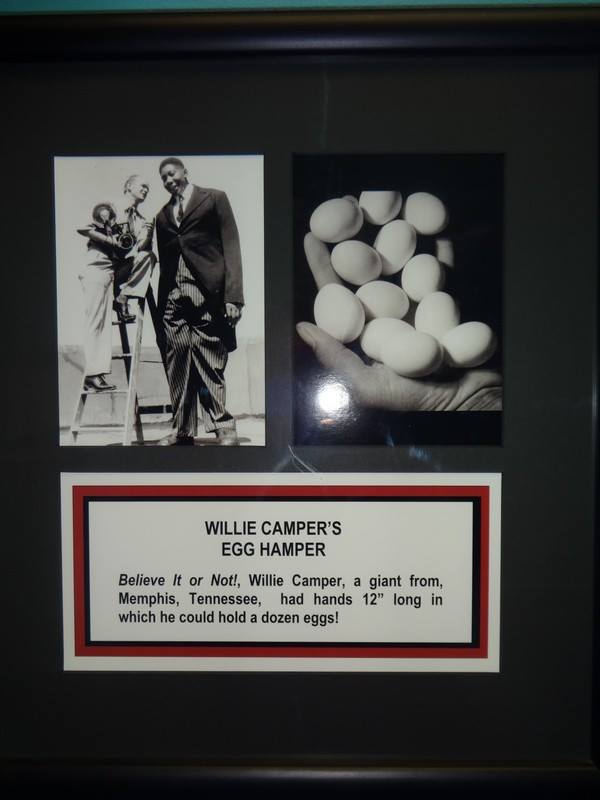 WILLIE CAMPER'S
EGG HAMPER
Believe It or Not!, Willie Camper, a giant from,
Memphis, Tennessee, had hands 12” long in
which he could hold a dozen eggs!